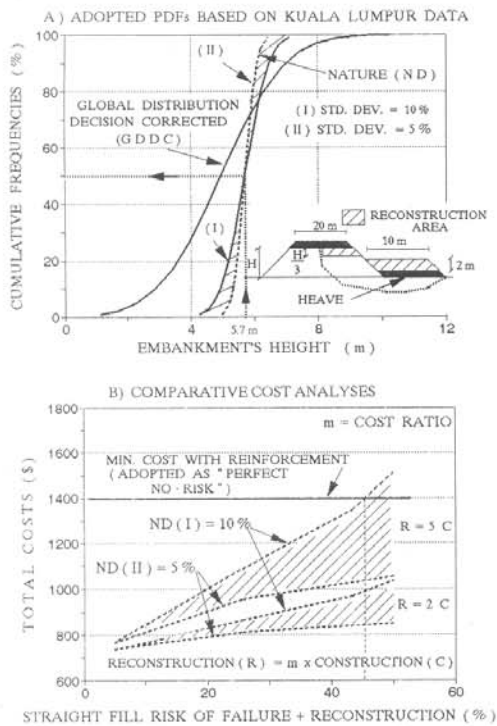 A) ADOPTED PDFs BASED ON KUALA LUMPUR DATA
CUMULATIVE FREQUENCIES (%)
100
80
60
40
20
0
(II)
NATURE (ND)
GLOBAL DISTRIBUTION
DECISION CORRECTED
(GDDC)
(I) STD. DEV. = 10%
(II) STD. DEV. = 5%
(I)
20 m
RECONSTRUCTION
AREA
10 m
H
H
3
2 m
HEAVE
0
4
5.7 m
8
12
EMBANKMENT'S HEIGHT (m)
B) COMPARATIVE COST ANALYSES
TOTAL COSTS ($)
1800
1600
1400
1200
1000
800
600
m = COST RATIO
MIN. COST WITH REINFORCEMENT
(ADOPTED AS "PERFECT
NO-RISK")
ND(I) = 10%
R = 5 C
ND(II) = 5%
R = 2 C
RECONSTRUCTION (R) = m x CONSTRUCTION (C)
0
20
40
60
STRAIGHT FILL RISK OF FAILURE + RECONSTRUCTION (%)